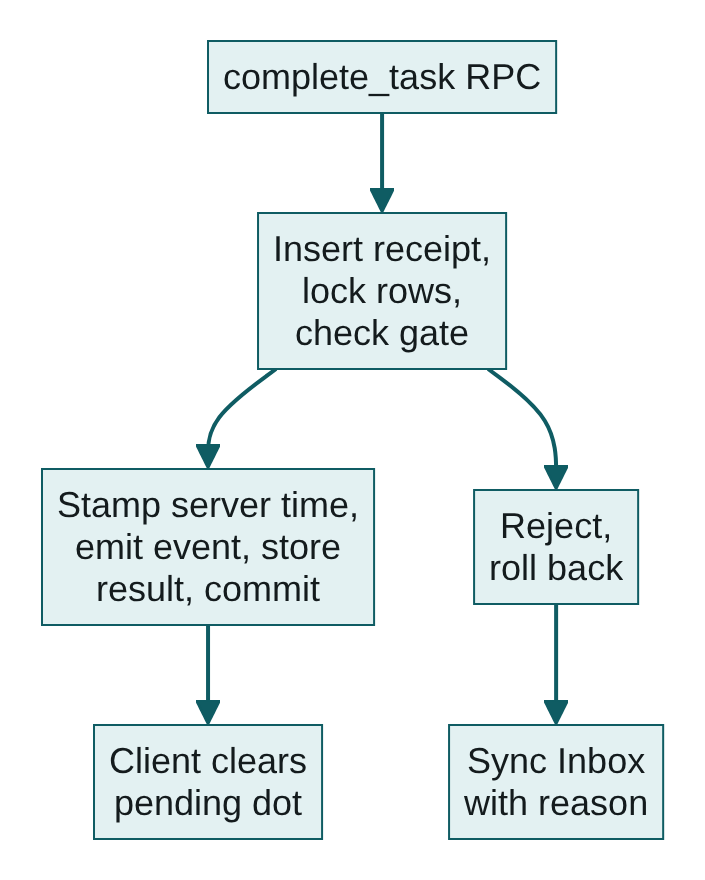 complete_task RPC
Insert receipt,
lock rows,
check gate
Stamp server time,
emit event, store
result, commit
Reject,
roll back
Client clears
pending dot
Sync Inbox
with reason